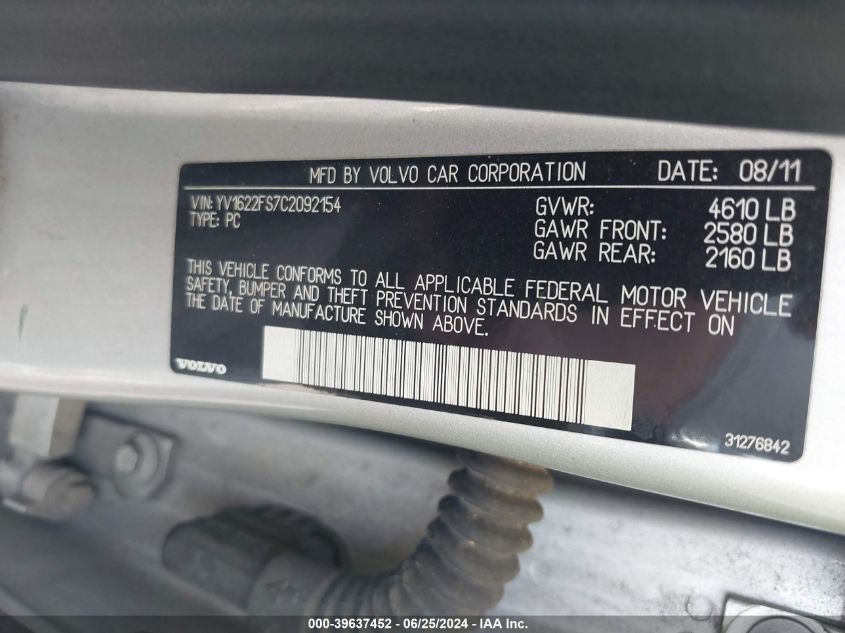 MFD BY VOLVO CAR CORPORATION DATE: 08/11
VIN: YV1622FS7C2092154
TYPE: PC
GVWR: 4610 LB
GAWR FRONT: 2580 LB
GAWR REAR: 2160 LB
THIS VEHICLE CONFORMS TO ALL APPLICABLE FEDERAL MOTOR VEHICLE
SAFETY, BUMPER AND THEFT PREVENTION STANDARDS IN EFFECT ON
THE DATE OF MANUFACTURE SHOWN ABOVE.
VOLVO
31276842
000-39637452 - 06/25/2024 - IAA Inc.